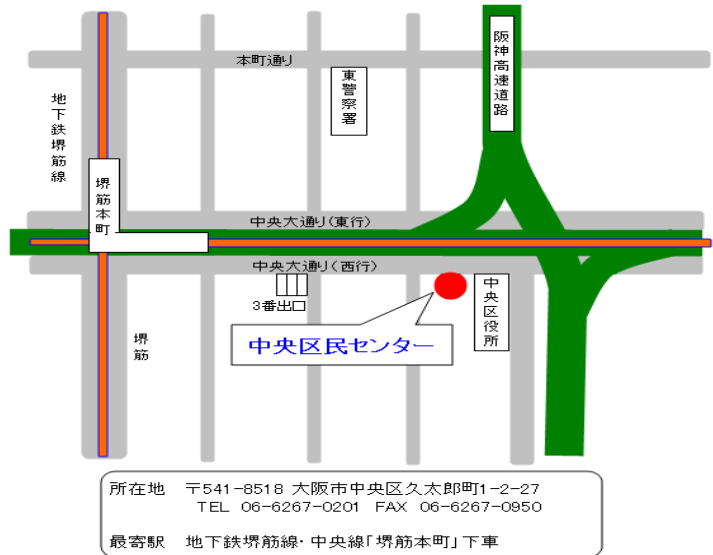 本町通り
東警察署
阪神高速道路
地下鉄堺筋線
堺筋本町
中央大通り(東行)
中央大通り(西行)
3番出口
中央区役所
堺筋
中央区民センター
所在地 〒541-8518 大阪市中央区久太郎町1-2-27
TEL 06-6267-0201 FAX 06-6267-0950
最寄駅 地下鉄堺筋線・中央線「堺筋本町」下車